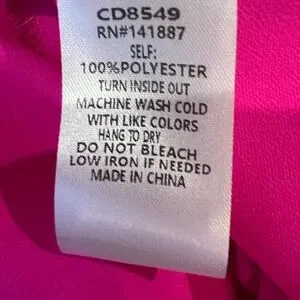 CD8549
RN#141887
SELF:
100%POLYESTER
TURN INSIDE OUT
MACHINE WASH COLD
WITH LIKE COLORS
HANG TO DRY
DO NOT BLEACH
LOW IRON IF NEEDED
MADE IN CHINA